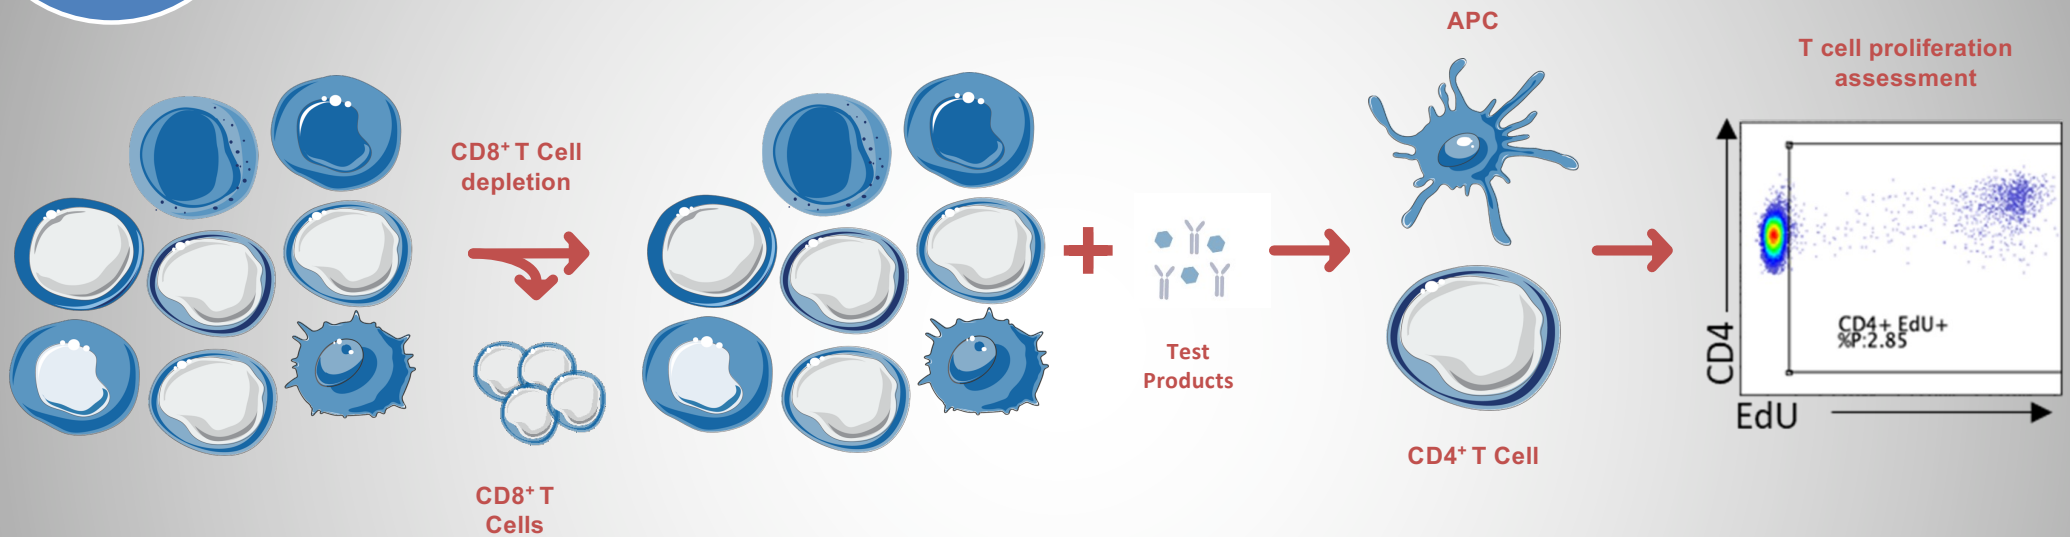 CD8⁺ T Cell
depletion
CD8⁺ T
Cells
Test
Products
APC
CD4⁺ T Cell
T cell proliferation
assessment
CD4
CD4+ EdU+
%P:2.85
EdU